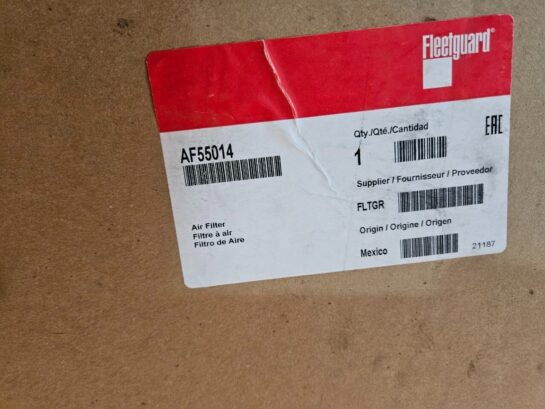 Fleetguard®
AF55014
Qty./Qté./Cantidad
EAC
1
Supplier / Fournisseur / Proveedor
FLTGR
Air Filter
Filtre à air
Filtro de Aire
Origin / Origine / Origen
Mexico
21187